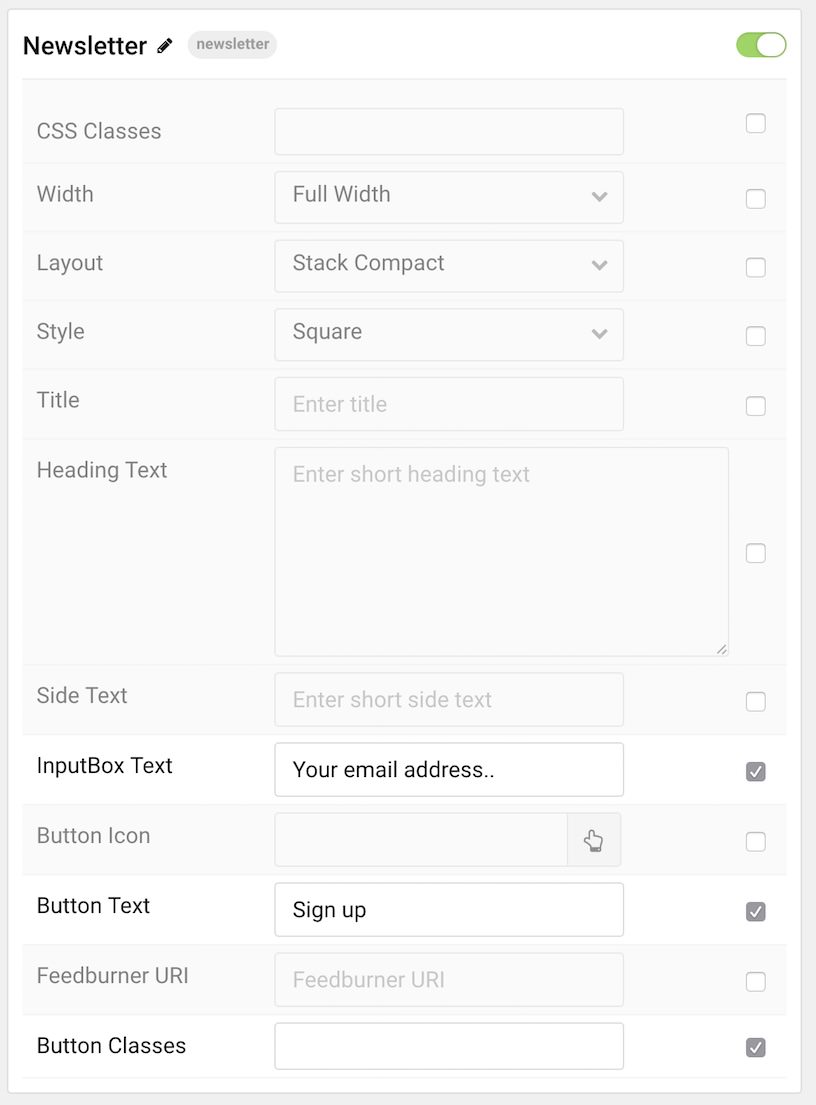 Newsletter newsletter
CSS Classes
Width Full Width
Layout Stack Compact
Style Square
Title Enter title
Heading Text Enter short heading text
Side Text Enter short side text
InputBox Text Your email address..
Button Icon
Button Text Sign up
Feedburner URI Feedburner URI
Button Classes